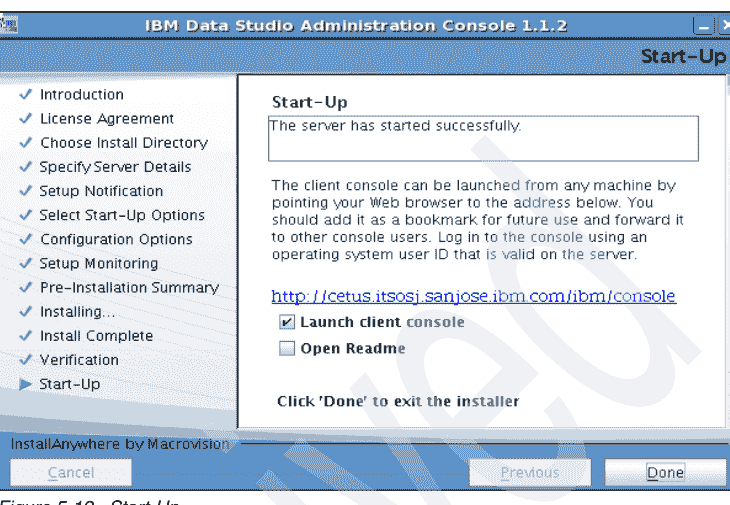 IBM Data Studio Administration Console 1.1.2
Start-Up
Introduction
License Agreement
Choose Install Directory
Specify Server Details
Setup Notification
Select Start-Up Options
Configuration Options
Setup Monitoring
Pre-Installation Summary
Installing...
Install Complete
Verification
Start-Up
Start-Up
The server has started successfully.
The client console can be launched from any machine by
pointing your Web browser to the address below. You
should add it as a bookmark for future use and forward it
to other console users. Log in to the console using an
operating system user ID that is valid on the server.
http://cetus.itsosj.sanjose.ibm.com/ibm/console
Launch client console
Open Readme
Click 'Done' to exit the installer
InstallAnywhere by Macrovision
Cancel
Previous
Done